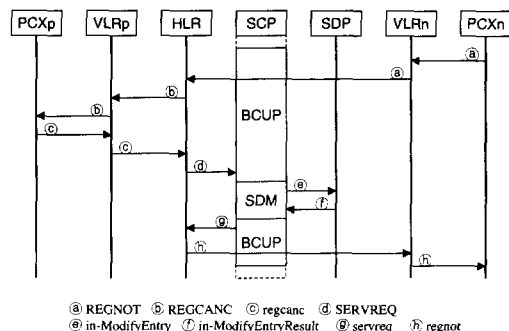 PCXp VLRp HLR SCP SDP VLRn PCXn
ⓐ
ⓐ
ⓑ
BCUP
ⓑ
ⓒ
ⓒ
ⓓ
ⓔ
SDM
ⓕ
ⓖ
BCUP
ⓗ
ⓗ
ⓐ REGNOT ⓑ REGCANC ⓒ regcanc ⓓ SERVREQ
ⓔ in-ModifyEntry ⓕ in-ModifyEntryResult ⓖ servreq ⓗ regnot